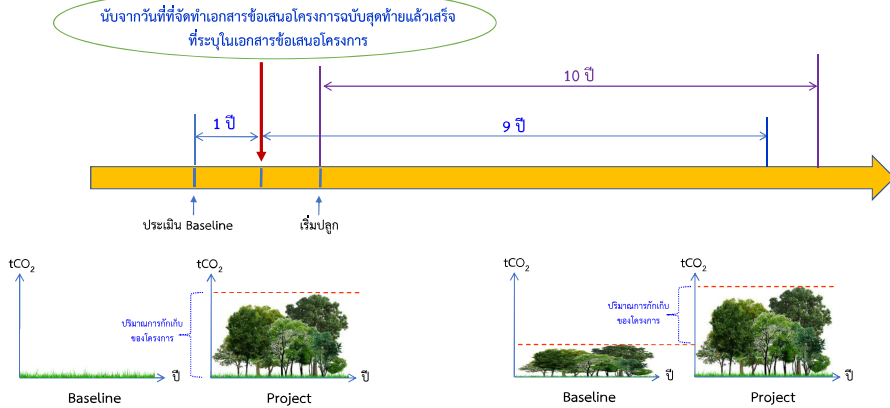 นับจากวันที่ที่จัดทำเอกสารข้อเสนอโครงการฉบับสุดท้ายแล้วเสร็จ
ที่ระบุในเอกสารข้อเสนอโครงการ
10 ปี
1 ปี
9 ปี
ประเมิน Baseline
เริ่มปลูก
tCO2
ปี
Baseline
tCO2
ปริมาณการกักเก็บ
ของโครงการ
ปี
Project
tCO2
ปี
Baseline
tCO2
ปริมาณการกักเก็บ
ของโครงการ
ปี
Project